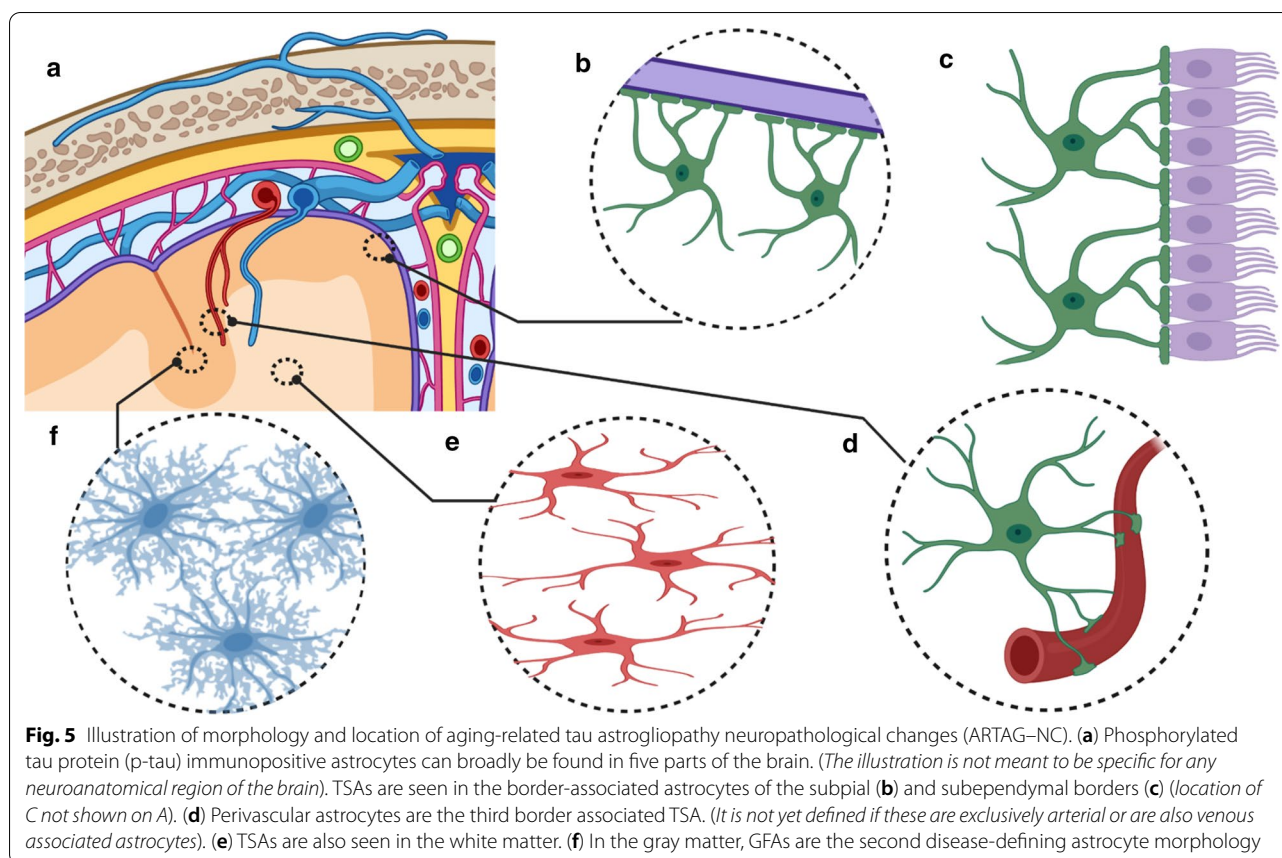 a
b
c
f
e
d
Fig. 5 Illustration of morphology and location of aging-related tau astrogliopathy neuropathological changes (ARTAG–NC). (a) Phosphorylated
tau protein (p-tau) immunopositive astrocytes can broadly be found in five parts of the brain. (The illustration is not meant to be specific for any
neuroanatomical region of the brain). TSAs are seen in the border-associated astrocytes of the subpial (b) and subependymal borders (c) (location of
C not shown on A). (d) Perivascular astrocytes are the third border associated TSA. (It is not yet defined if these are exclusively arterial or are also venous
associated astrocytes). (e) TSAs are also seen in the white matter. (f) In the gray matter, GFAs are the second disease-defining astrocyte morphology